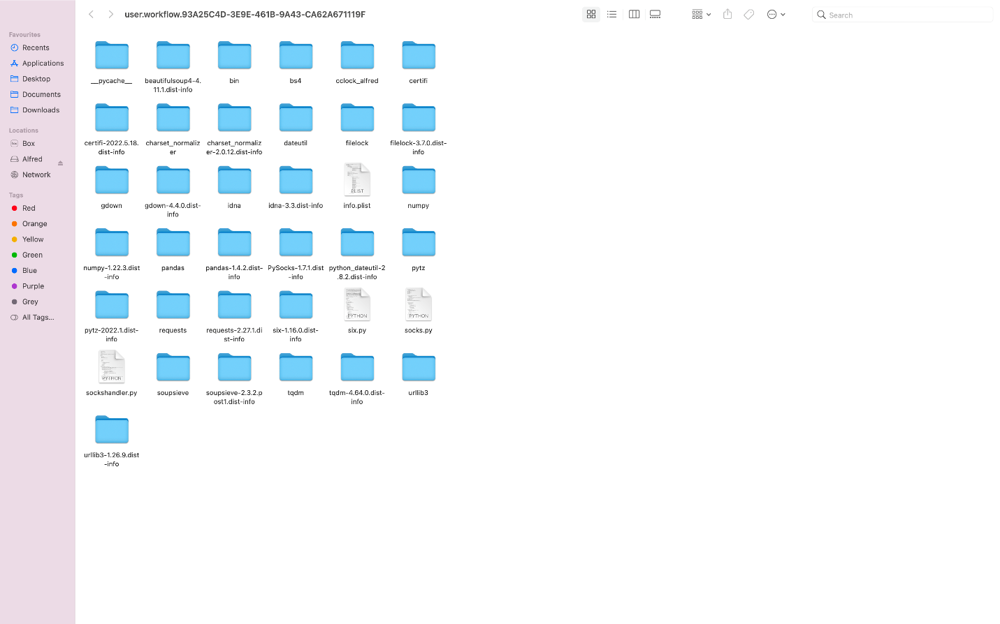 user.workflow.93A25C4D-3E9E-461B-9A43-CA62A671119F
Search
Favourites
Recents
Applications
Desktop
Documents
Downloads
Locations
Box
Alfred
Network
Tags
Red
Orange
Yellow
Green
Blue
Purple
Grey
All Tags...
__pycache__
beautifulsoup4-4.
11.1.dist-info
bin
bs4
cclock_alfred
certifi
certifi-2022.5.18.
dist-info
charset_normaliz
er
charset_normaliz
er-2.0.12.dist-info
dateutil
filelock
filelock-3.7.0.dist-
info
gdown
gdown-4.4.0.dist-
info
idna
idna-3.3.dist-info
PLIST
info.plist
numpy
numpy-1.22.3.dist
-info
pandas
pandas-1.4.2.dist-
info
PySocks-1.7.1.dist
-info
python_dateutil-2
.8.2.dist-info
pytz
pytz-2022.1.dist-
info
requests
requests-2.27.1.di
st-info
six-1.16.0.dist-
info
PYTHON
six.py
PYTHON
socks.py
PYTHON
sockshandler.py
soupsieve
soupsieve-2.3.2.p
ost1.dist-info
tqdm
tqdm-4.64.0.dist-
info
urllib3
urllib3-1.26.9.dist
-info